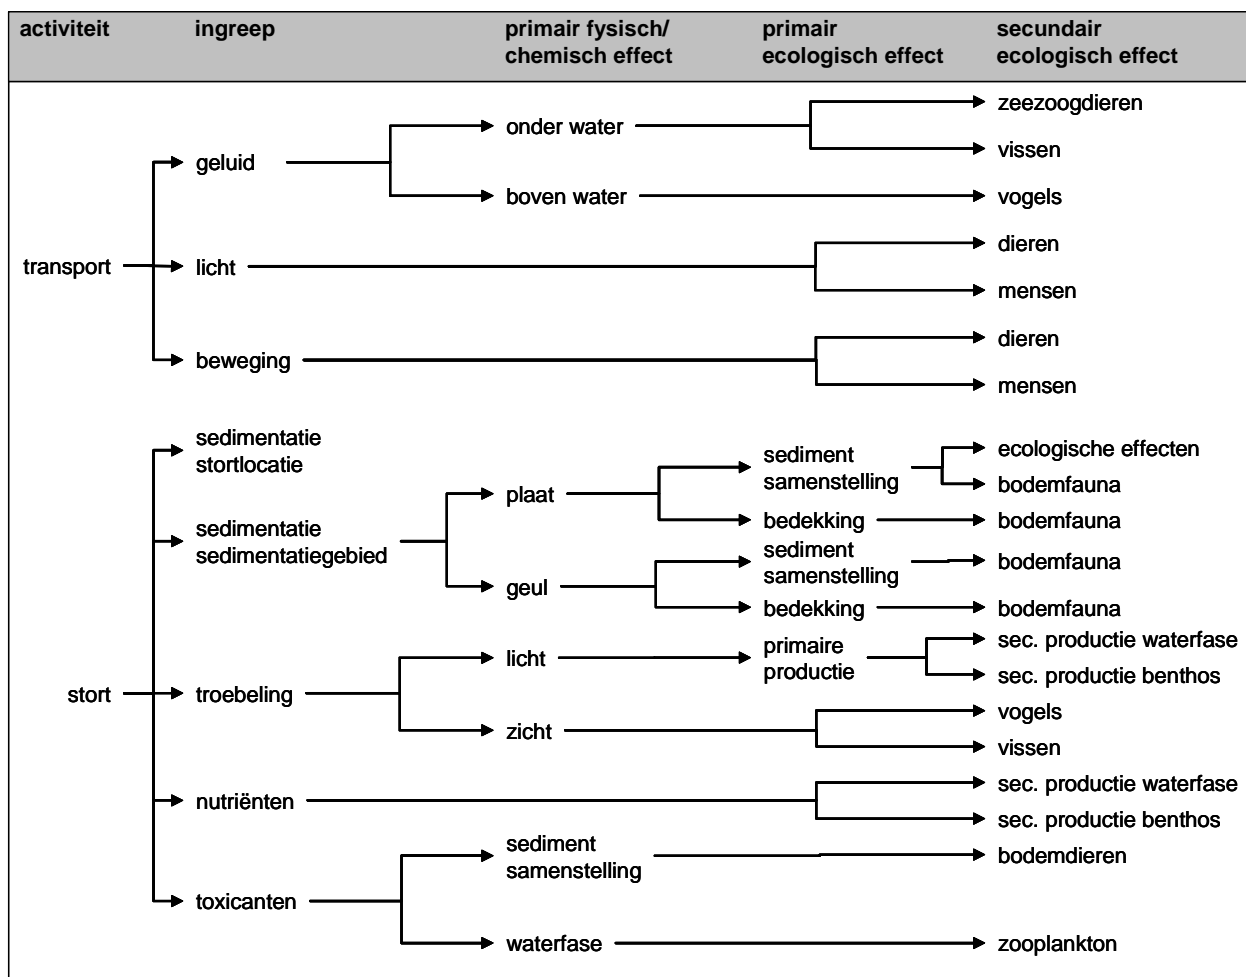 activiteit
ingreep
primair fysisch/
chemisch effect
primair
ecologisch effect
secundair
ecologisch effect
transport
geluid
onder water
zeezoogdieren
vissen
boven water
vogels
licht
dieren
mensen
beweging
dieren
mensen
stort
sedimentatie
stortlocatie
sedimentatie
sedimentatiegebied
plaat
sediment
samenstelling
ecologische effecten
bodemfauna
bedekking
bodemfauna
geul
sediment
samenstelling
bodemfauna
bedekking
bodemfauna
troebeling
licht
primaire
productie
sec. productie waterfase
sec. productie benthos
zicht
vogels
vissen
nutriënten
sec. productie waterfase
sec. productie benthos
toxicanten
sediment
samenstelling
bodemdieren
waterfase
zooplankton